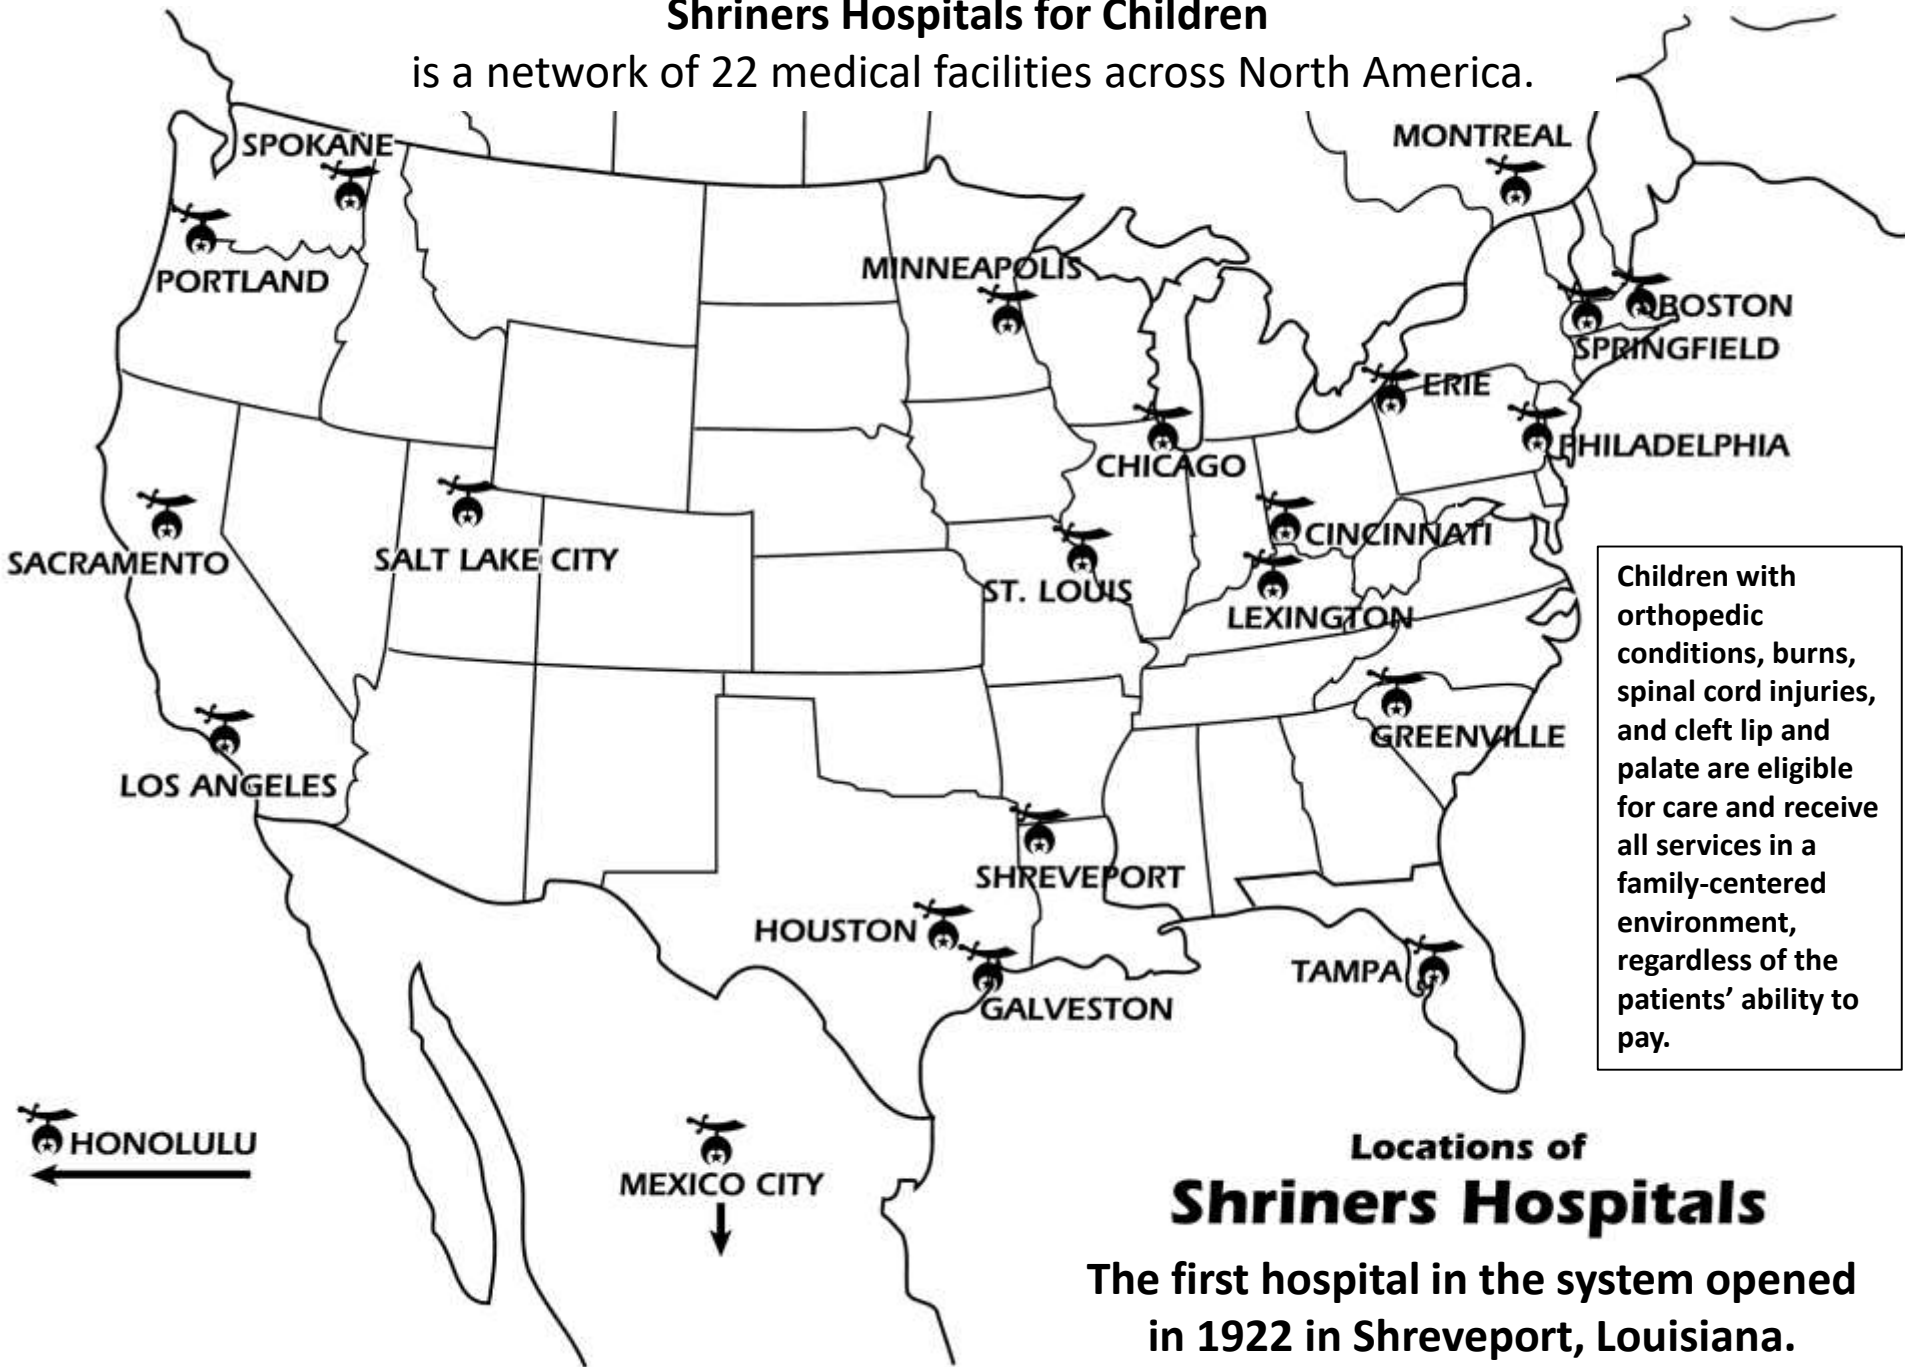 Shriners Hospitals for Children
is a network of 22 medical facilities across North America.
SPOKANE
MONTREAL
PORTLAND
MINNEAPOLIS
BOSTON
SPRINGFIELD
ERIE
PHILADELPHIA
CHICAGO
CINCINNATI
SACRAMENTO
SALT LAKE CITY
ST. LOUIS
LEXINGTON
GREENVILLE
LOS ANGELES
SHREVEPORT
HOUSTON
TAMPA
GALVESTON
HONOLULU
MEXICO CITY
Children with
orthopedic
conditions, burns,
spinal cord injuries,
and cleft lip and
palate are eligible
for care and receive
all services in a
family-centered
environment,
regardless of the
patients’ ability to
pay.
Locations of
Shriners Hospitals
The first hospital in the system opened
in 1922 in Shreveport, Louisiana.